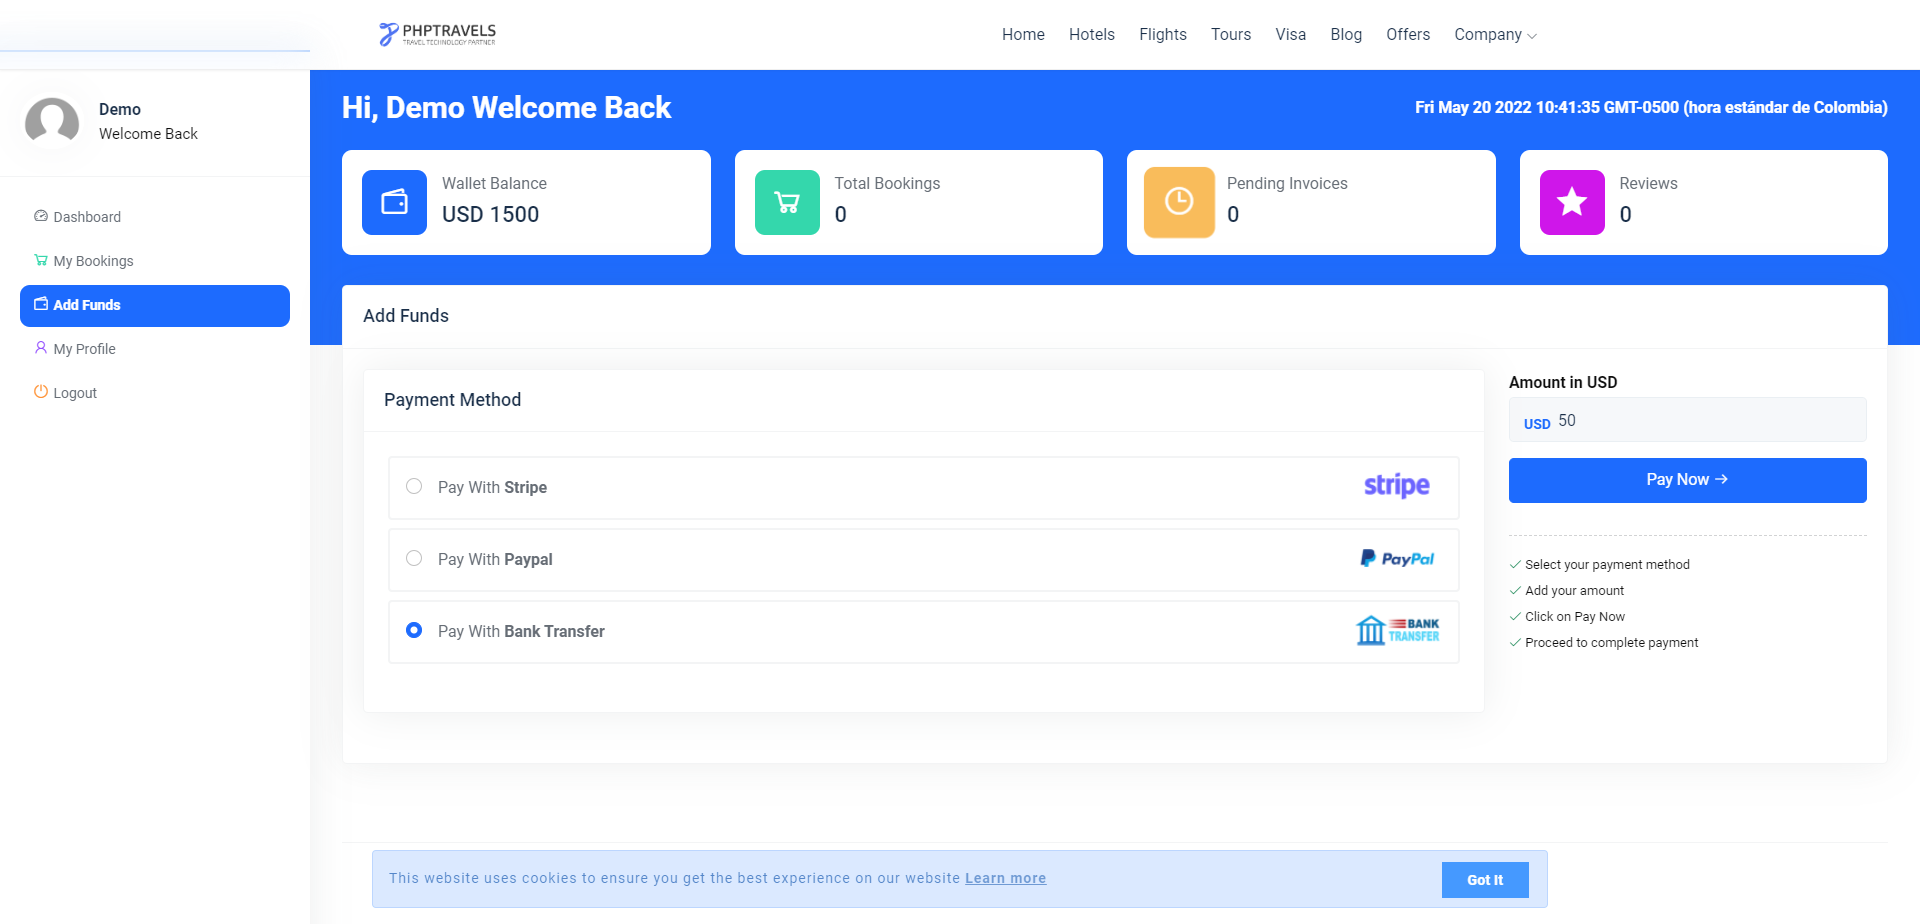 PHPTRAVELS
TRAVEL TECHNOLOGY PARTNER
Home Hotels Flights Tours Visa Blog Offers Company
Demo
Welcome Back
Dashboard
My Bookings
Add Funds
My Profile
Logout
Hi, Demo Welcome Back
Fri May 20 2022 10:41:35 GMT-0500 (hora estándar de Colombia)
Wallet Balance
USD 1500
Total Bookings
0
Pending Invoices
0
Reviews
0
Add Funds
Payment Method
Pay With Stripe
stripe
Pay With Paypal
PayPal
Pay With Bank Transfer
BANK
TRANSFER
Amount in USD
USD 50
Pay Now
Select your payment method
Add your amount
Click on Pay Now
Proceed to complete payment
This website uses cookies to ensure you get the best experience on our website Learn more
Got It